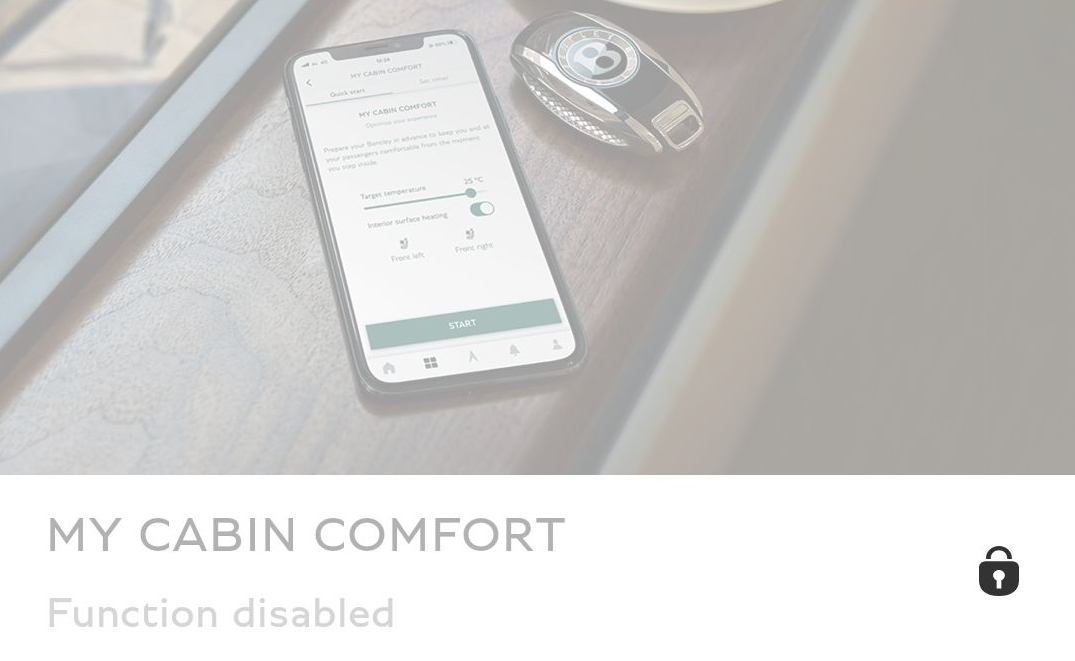 12:24
MY CABIN COMFORT
Quick start
Set timer
MY CABIN COMFORT
Optimise your experience
Prepare your Bentley in advance to keep you and
your passengers comfortable from the moment
you step inside.
25 °C
Target temperature
Interior surface heating
Front left
Front right
START
MY CABIN COMFORT
Function disabled